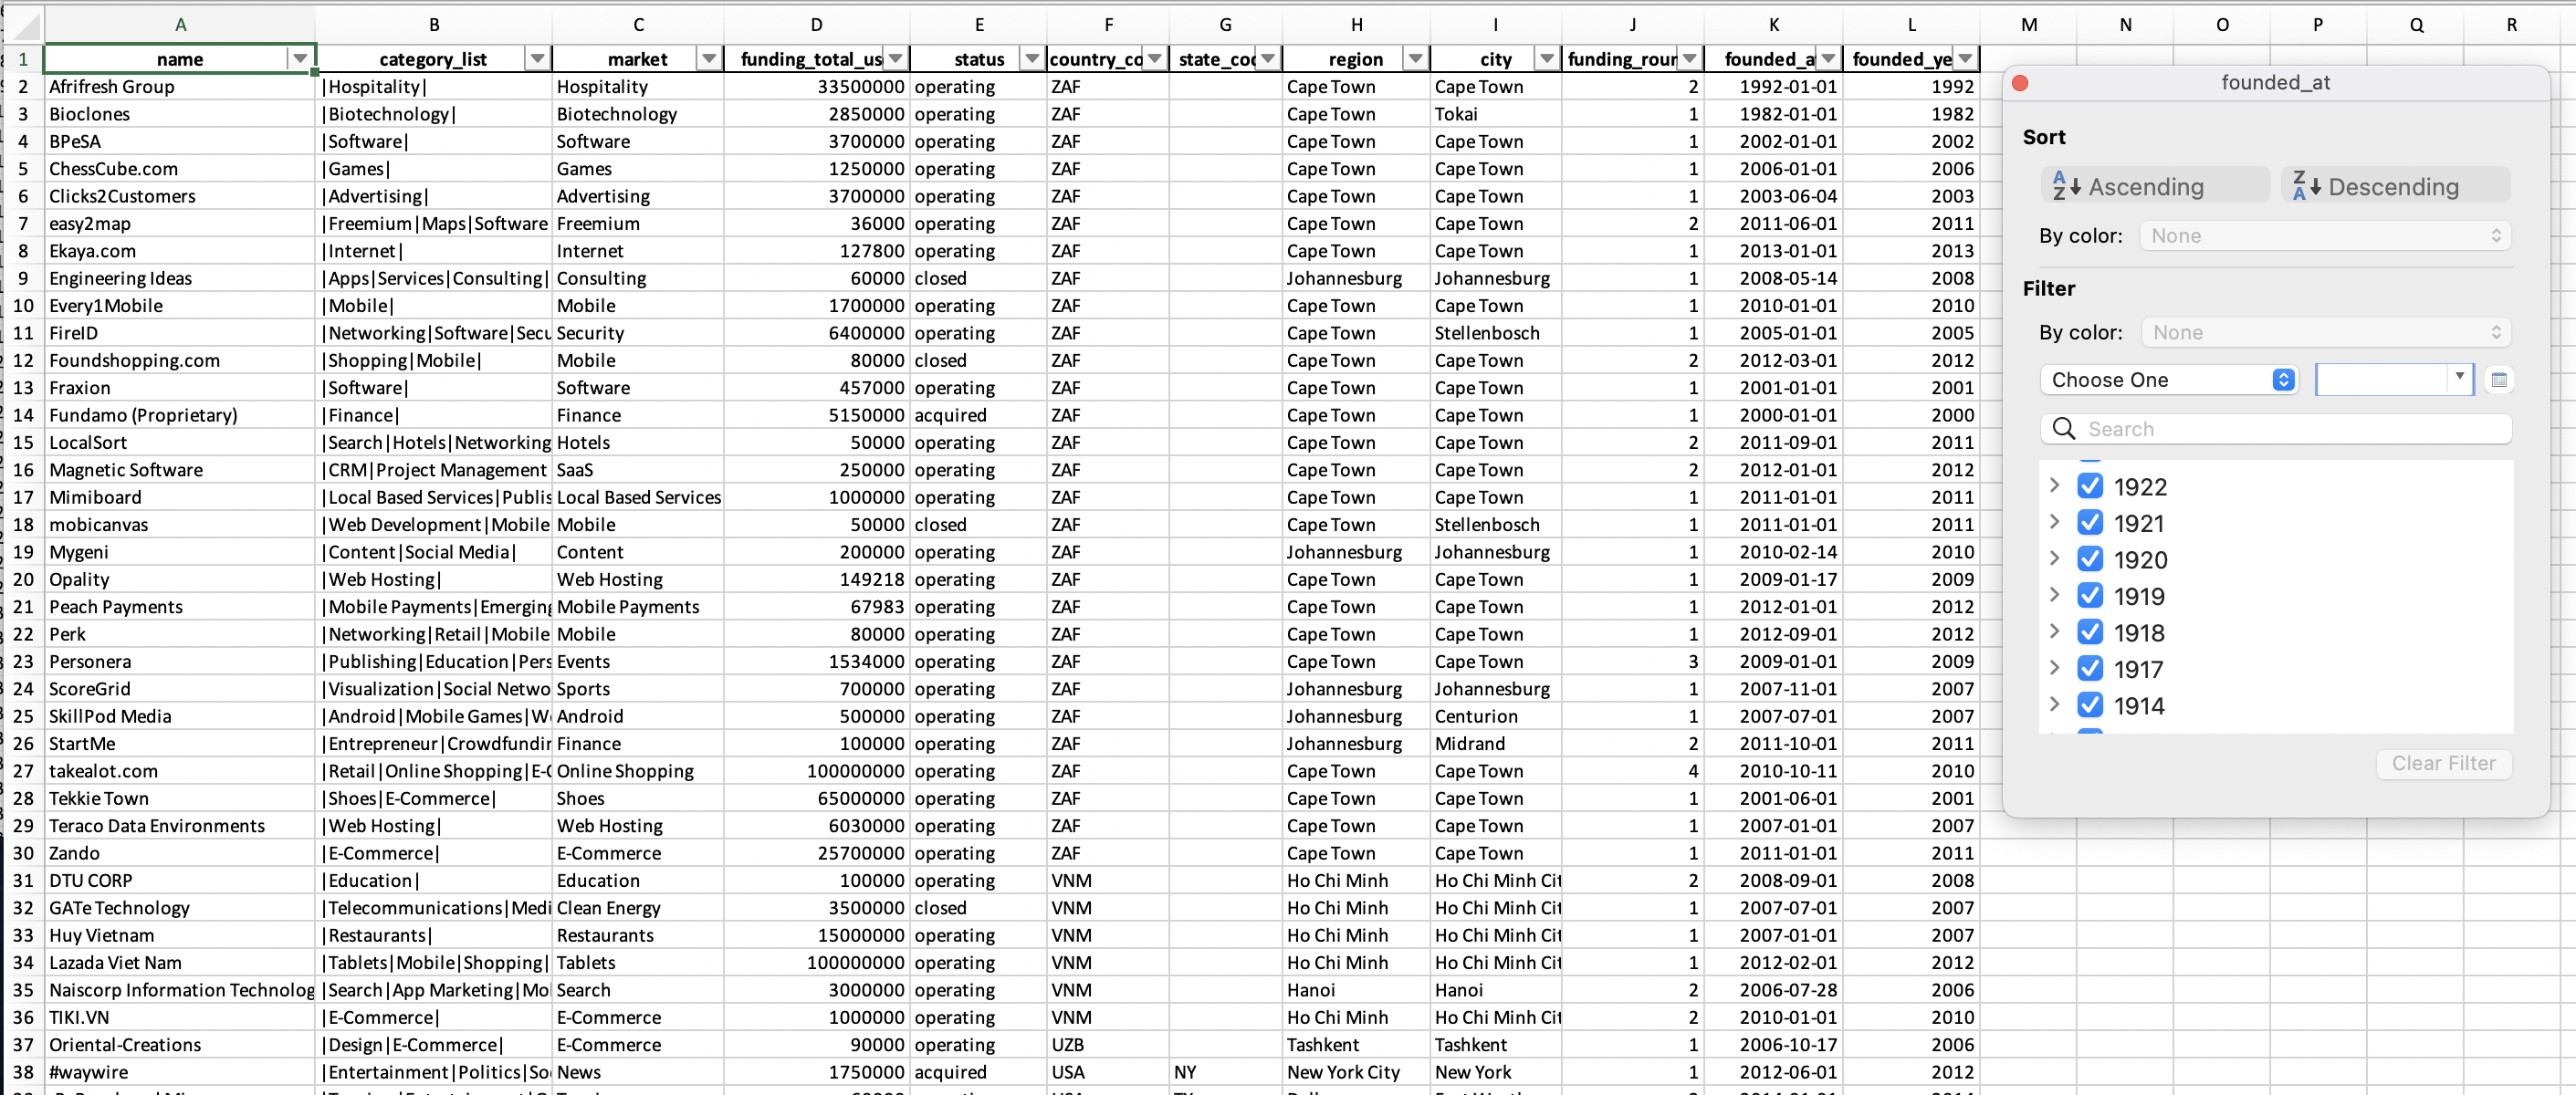 A B C D E F G H I J K L M N O P Q R
1 name category_list market funding_total_us status country_co state_cod region city funding_roun founded_a founded_ye
2 Afrifresh Group |Hospitality| Hospitality 33500000 operating ZAF Cape Town Cape Town 2 1992-01-01 1992
3 Bioclones |Biotechnology| Biotechnology 2850000 operating ZAF Cape Town Tokai 1 1982-01-01 1982
4 BPeSA |Software| Software 3700000 operating ZAF Cape Town Cape Town 1 2002-01-01 2002
5 ChessCube.com |Games| Games 1250000 operating ZAF Cape Town Cape Town 1 2006-01-01 2006
6 Clicks2Customers |Advertising| Advertising 3700000 operating ZAF Cape Town Cape Town 1 2003-06-04 2003
7 easy2map |Freemium|Maps|Software Freemium 36000 operating ZAF Cape Town Cape Town 2 2011-06-01 2011
8 Ekaya.com |Internet| Internet 127800 operating ZAF Cape Town Cape Town 1 2013-01-01 2013
9 Engineering Ideas |Apps|Services|Consulting| Consulting 60000 closed ZAF Johannesburg Johannesburg 1 2008-05-14 2008
10 Every1Mobile |Mobile| Mobile 1700000 operating ZAF Cape Town Cape Town 1 2010-01-01 2010
11 FireID |Networking|Software|Secu Security 6400000 operating ZAF Cape Town Stellenbosch 1 2005-01-01 2005
12 Foundshopping.com |Shopping|Mobile| Mobile 80000 closed ZAF Cape Town Cape Town 2 2012-03-01 2012
13 Fraxion |Software| Software 457000 operating ZAF Cape Town Cape Town 1 2001-01-01 2001
14 Fundamo (Proprietary) |Finance| Finance 5150000 acquired ZAF Cape Town Cape Town 1 2000-01-01 2000
15 LocalSort |Search|Hotels|Networking Hotels 50000 operating ZAF Cape Town Cape Town 2 2011-09-01 2011
16 Magnetic Software |CRM|Project Management SaaS 250000 operating ZAF Cape Town Cape Town 2 2012-01-01 2012
17 Mimiboard |Local Based Services|Publis Local Based Services 1000000 operating ZAF Cape Town Cape Town 1 2011-01-01 2011
18 mobicanvas |Web Development|Mobile Mobile 50000 closed ZAF Cape Town Stellenbosch 1 2011-01-01 2011
19 Mygeni |Content|Social Media| Content 200000 operating ZAF Johannesburg Johannesburg 1 2010-02-14 2010
20 Opality |Web Hosting| Web Hosting 149218 operating ZAF Cape Town Cape Town 1 2009-01-17 2009
21 Peach Payments |Mobile Payments|Emerging Mobile Payments 67983 operating ZAF Cape Town Cape Town 1 2012-01-01 2012
22 Perk |Networking|Retail|Mobile Mobile 80000 operating ZAF Cape Town Cape Town 1 2012-09-01 2012
23 Personera |Publishing|Education|Pers Events 1534000 operating ZAF Cape Town Cape Town 3 2009-01-01 2009
24 ScoreGrid |Visualization|Social Netwo Sports 700000 operating ZAF Johannesburg Johannesburg 1 2007-11-01 2007
25 SkillPod Media |Android|Mobile Games|We Android 500000 operating ZAF Johannesburg Centurion 1 2007-07-01 2007
26 StartMe |Entrepreneur|Crowdfundin Finance 100000 operating ZAF Johannesburg Midrand 2 2011-10-01 2011
27 takealot.com |Retail|Online Shopping|E-C Online Shopping 100000000 operating ZAF Cape Town Cape Town 4 2010-10-11 2010
28 Tekkie Town |Shoes|E-Commerce| Shoes 65000000 operating ZAF Cape Town Cape Town 1 2001-06-01 2001
29 Teraco Data Environments |Web Hosting| Web Hosting 6030000 operating ZAF Cape Town Cape Town 1 2007-01-01 2007
30 Zando |E-Commerce| E-Commerce 25700000 operating ZAF Cape Town Cape Town 1 2011-01-01 2011
31 DTU CORP |Education| Education 100000 operating VNM Ho Chi Minh Ho Chi Minh Cit 2 2008-09-01 2008
32 GATe Technology |Telecommunications|Medi Clean Energy 3500000 closed VNM Ho Chi Minh Ho Chi Minh Cit 1 2007-07-01 2007
33 Huy Vietnam |Restaurants| Restaurants 15000000 operating VNM Ho Chi Minh Ho Chi Minh Cit 1 2007-01-01 2007
34 Lazada Viet Nam |Tablets|Mobile|Shopping| Tablets 100000000 operating VNM Ho Chi Minh Ho Chi Minh Cit 1 2012-02-01 2012
35 Naiscorp Information Technolog |Search|App Marketing|Mo Search 3000000 operating VNM Hanoi Hanoi 2 2006-07-28 2006
36 TIKI.VN |E-Commerce| E-Commerce 1000000 operating VNM Ho Chi Minh Ho Chi Minh Cit 2 2010-01-01 2010
37 Oriental-Creations |Design|E-Commerce| E-Commerce 90000 operating UZB Tashkent Tashkent 1 2006-10-17 2006
38 #waywire |Entertainment|Politics|So News 1750000 acquired USA NY New York City New York 1 2012-06-01 2012
founded_at
Sort
Ascending Descending
By color: None
Filter
By color: None
Choose One
Search
1922
1921
1920
1919
1918
1917
1914
Clear Filter